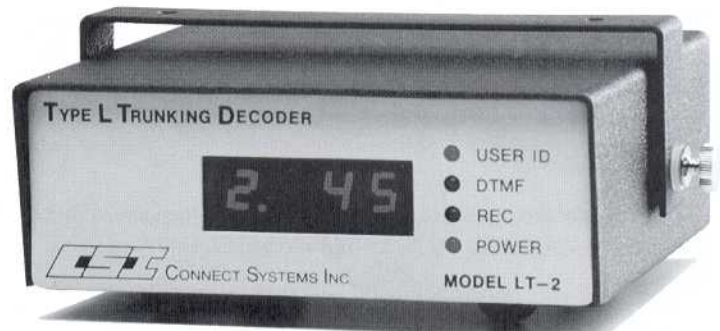 TYPE L TRUNKING DECODER
2. 45
USER ID
DTMF
REC
POWER
CSI CONNECT SYSTEMS INC
MODEL LT-2